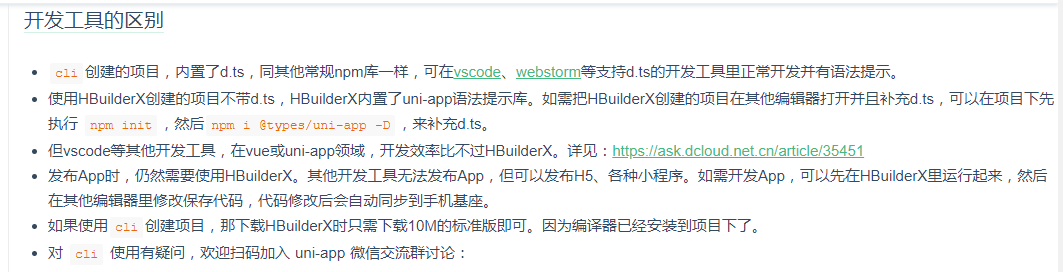 开发工具的区别
cli 创建的项目，内置了d.ts，同其他常规npm库一样，可在vscode、webstorm等支持d.ts的开发工具里正常开发并有语法提示。
使用HBuilderX创建的项目不带d.ts，HBuilderX内置了uni-app语法提示库。如需把HBuilderX创建的项目在其他编辑器打开并且补充d.ts，可以在项目下先
执行 npm init ，然后 npm i @types/uni-app -D ，来补充d.ts。
但vscode等其他开发工具，在vue或uni-app领域，开发效率比不过HBuilderX。详见：https://ask.dcloud.net.cn/article/35451
发布App时，仍然需要使用HBuilderX。其他开发工具无法发布App，但可以发布H5、各种小程序。如需开发App，可以先在HBuilderX里运行起来，然后
在其他编辑器里修改保存代码，代码修改后会自动同步到手机基座。
如果使用 cli 创建项目，那下载HBuilderX时只需下载10M的标准版即可。因为编译器已经安装到项目下了。
对 cli 使用有疑问，欢迎扫码加入 uni-app 微信交流群讨论：